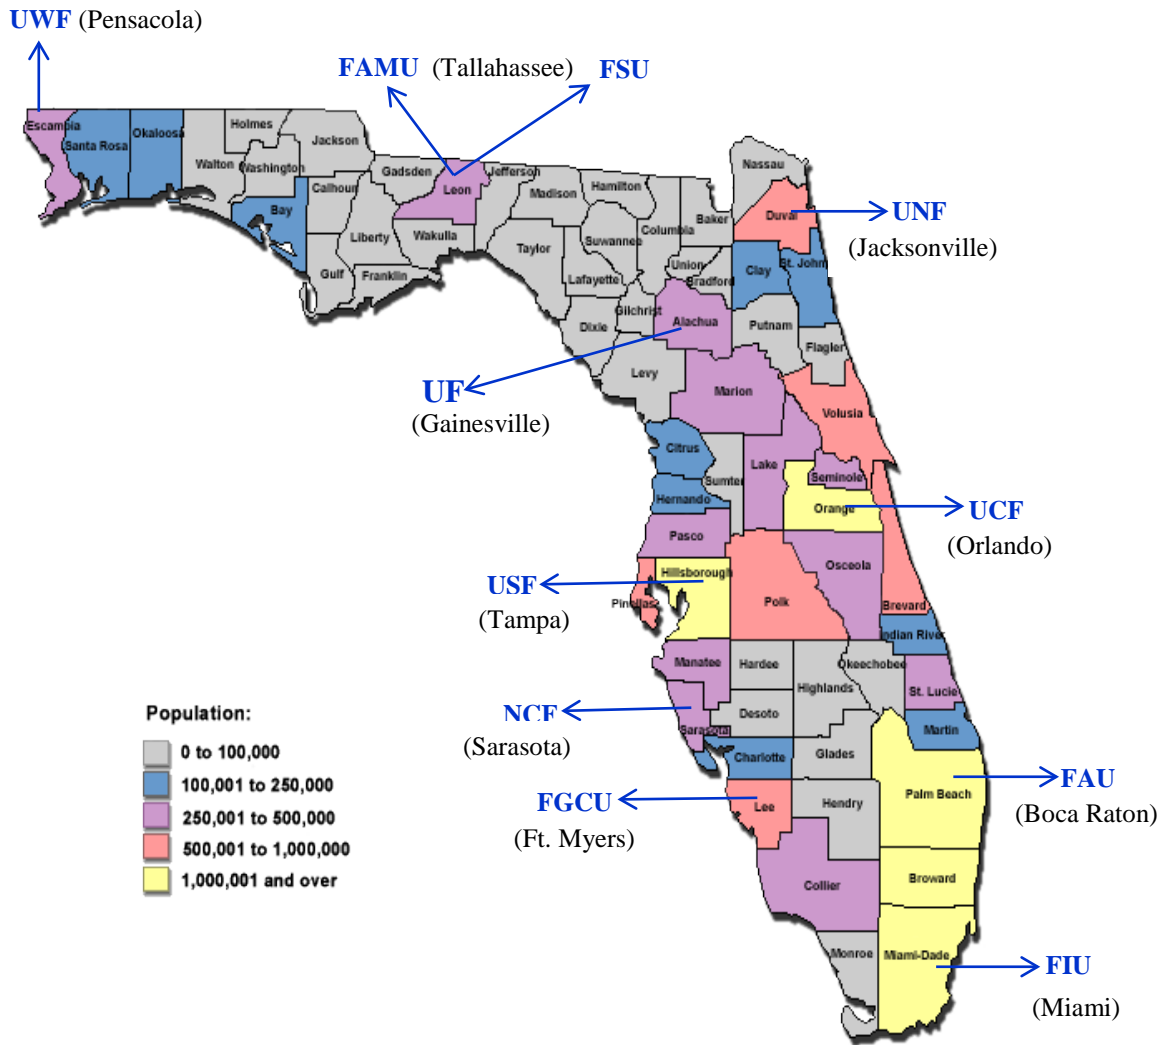 UWF (Pensacola)
FAMU (Tallahassee) FSU
Escambia
Santa Rosa
Okaloosa
Holmes
Jackson
Walton
Washington
Calhoun
Bay
Gulf
Liberty
Franklin
Gadsden
Leon
Wakulla
Jefferson
Madison
Taylor
Hamilton
Suwannee
Lafayette
Dixie
Columbia
Baker
Union
Bradford
Gilchrist
Nassau
Duval
UNF
(Jacksonville)
Clay
St. John
Alachua
Putnam
Flagler
Levy
UF
(Gainesville)
Marion
Volusia
Citrus
Sumter
Lake
Seminole
Hernando
Orange
UCF
(Orlando)
Pasco
Osceola
USF
(Tampa)
Hillsborough
Pinellas
Polk
Brevard
Indian River
Manatee
Hardee
Highlands
Okeechobee
St. Lucie
NCF
(Sarasota)
Sarasota
Desoto
Martin
Charlotte
Glades
FGCU
(Ft. Myers)
Lee
Hendry
Palm Beach
FAU
(Boca Raton)
Collier
Broward
Monroe
Miami-Dade
FIU
(Miami)
Population:
0 to 100,000
100,001 to 250,000
250,001 to 500,000
500,001 to 1,000,000
1,000,001 and over